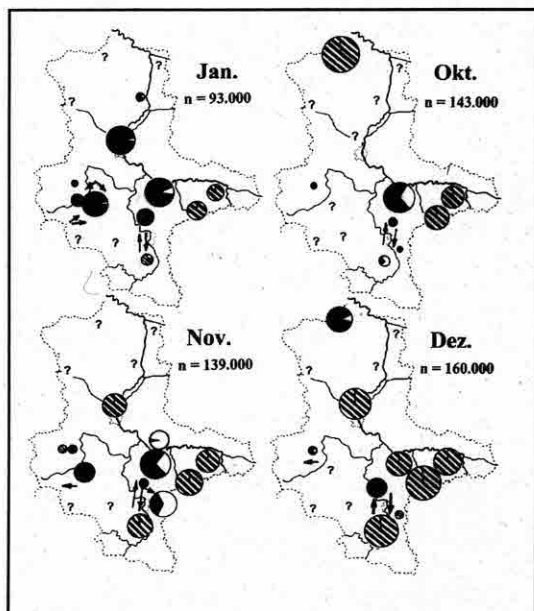 Jan.
n = 93.000
Okt.
n = 143.000
Nov.
n = 139.000
Dez.
n = 160.000